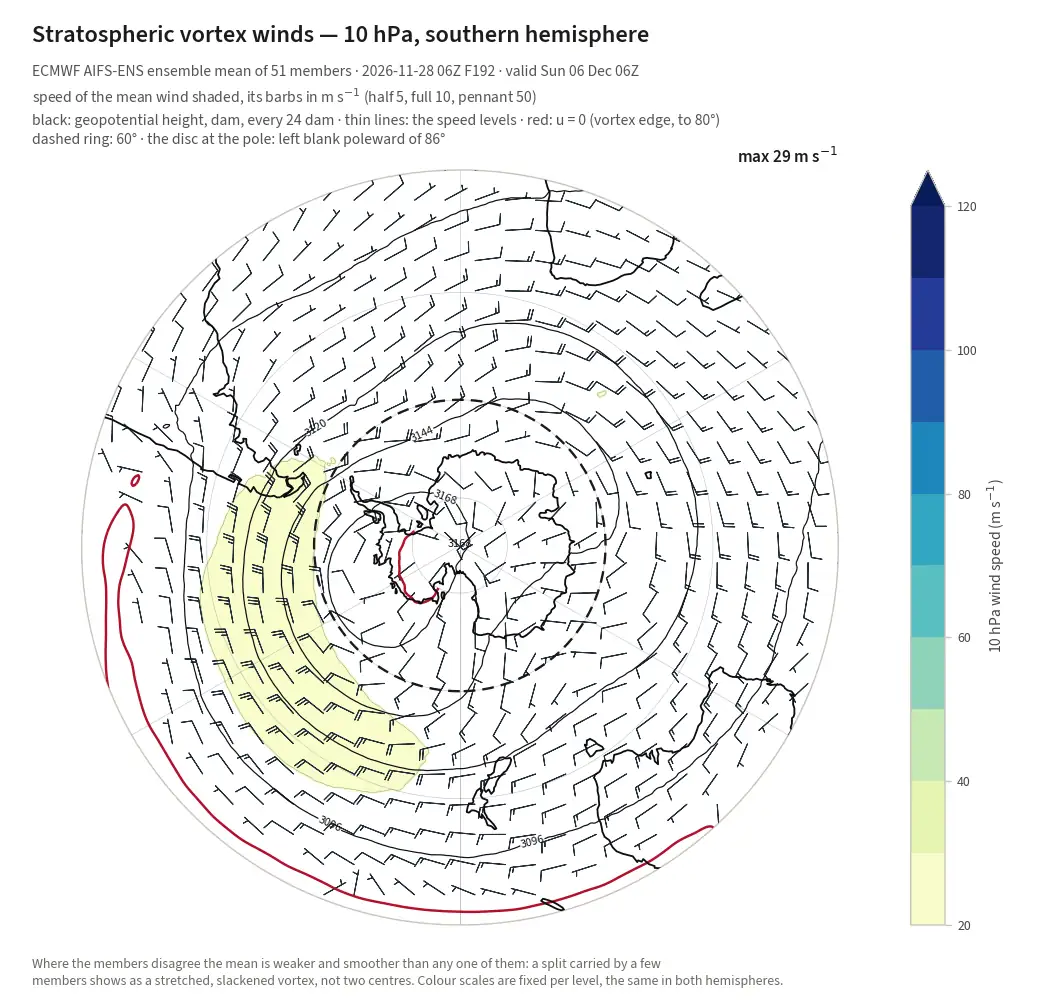 Stratospheric vortex winds — 10 hPa, southern hemisphere
ECMWF AIFS-ENS ensemble mean of 51 members · 2026-11-28 06Z F192 · valid Sun 06 Dec 06Z
speed of the mean wind shaded, its barbs in m s⁻¹ (half 5, full 10, pennant 50)
black: geopotential height, dam, every 24 dam · thin lines: the speed levels · red: u = 0 (vortex edge, to 80°)
dashed ring: 60° · the disc at the pole: left blank poleward of 86°
max 29 m s⁻¹
120
100
80
60
40
20
10 hPa wind speed (m s⁻¹)
3120
3144
3168
3096
3096
Where the members disagree the mean is weaker and smoother than any one of them: a split carried by a few
members shows as a stretched, slackened vortex, not two centres. Colour scales are fixed per level, the same in both hemispheres.